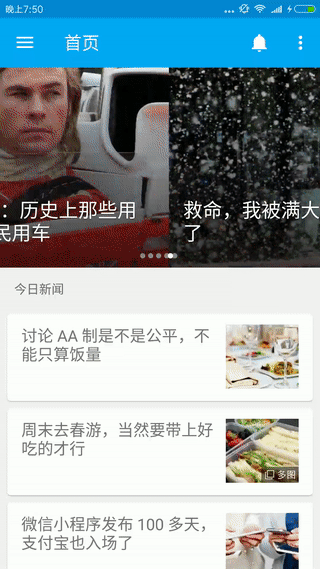 晚上7:50
首页
：历史上那些用
民用车
救命，我被满大
了
今日新闻
讨论 AA 制是不是公平，不
能只算饭量
周末去春游，当然要带上好
吃的才行
多图
微信小程序发布 100 多天，
支付宝也入场了